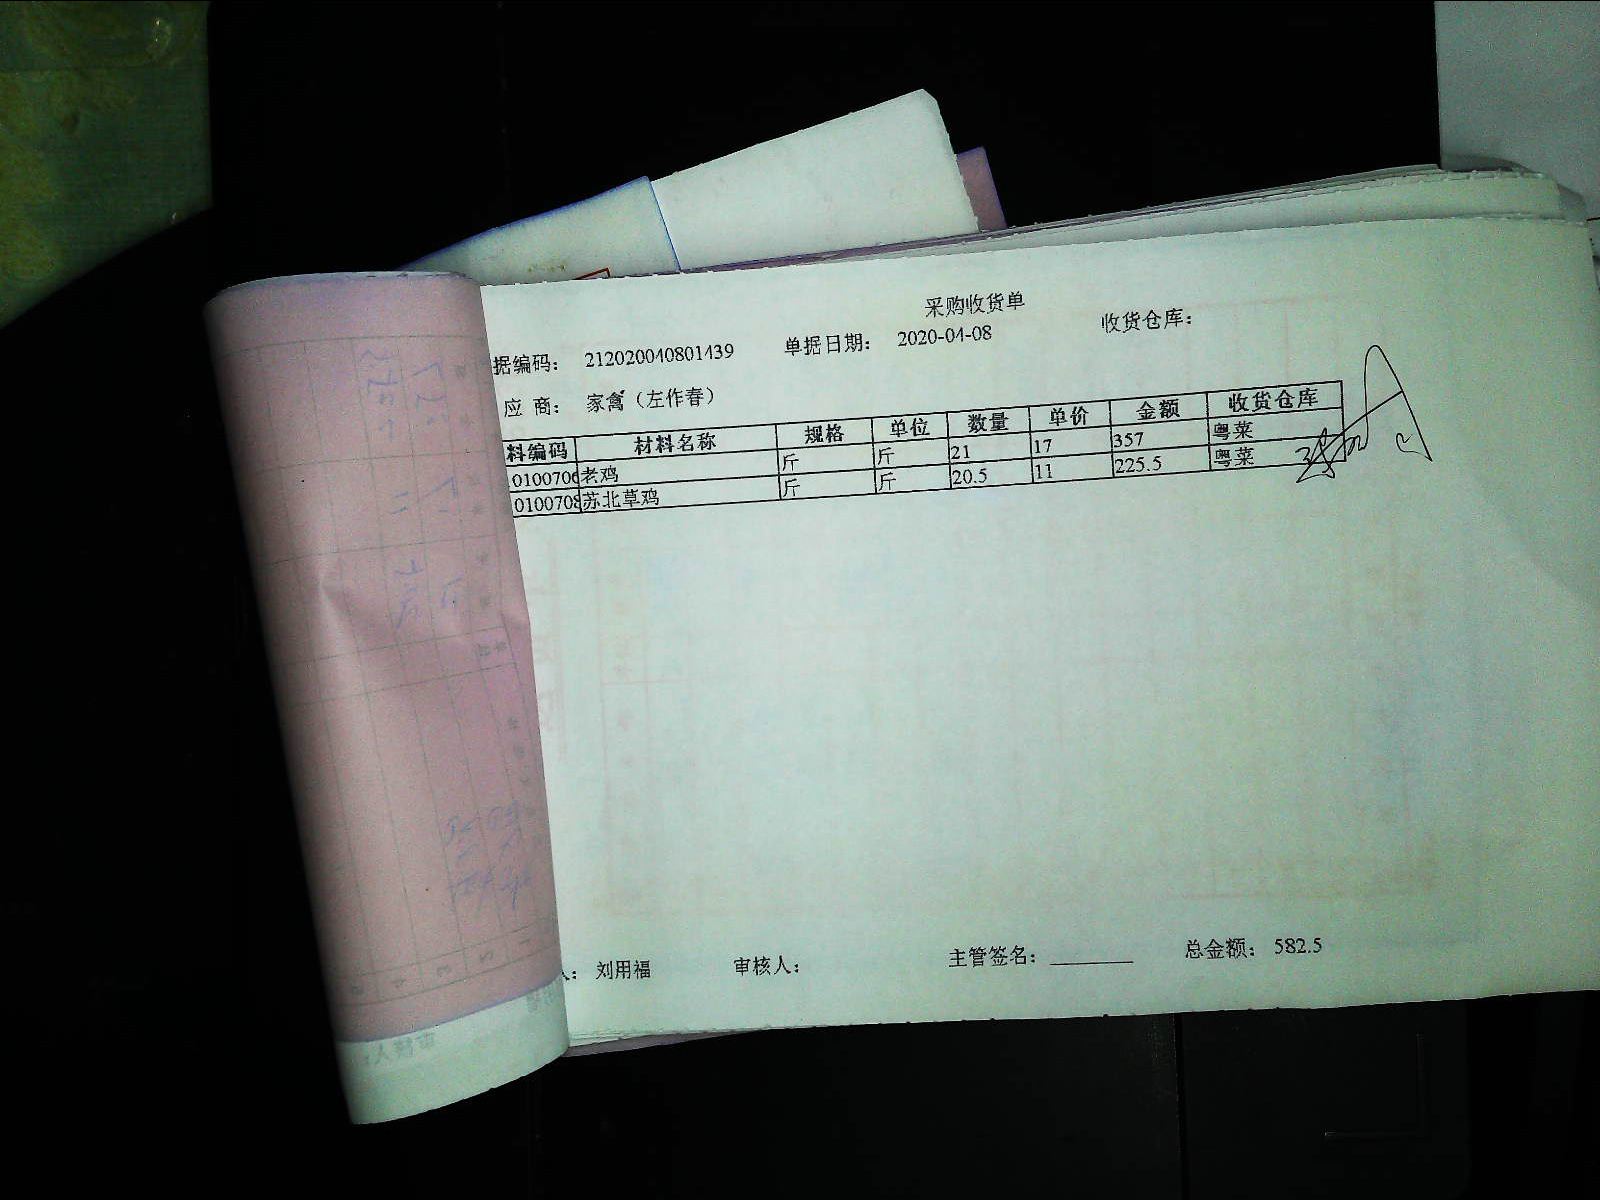 采购收货单
据编码： 212020040801439 单据日期： 2020-04-08 收货仓库：
应 商： 家禽（左作春）
料编码 材料名称 规格 单位 数量 单价 金额 收货仓库
0100706 老鸡 斤 斤 21 17 357 粤菜
0100708 苏北草鸡 斤 斤 20.5 11 225.5 粤菜
人： 刘用福 审核人： 主管签名：________ 总金额： 582.5